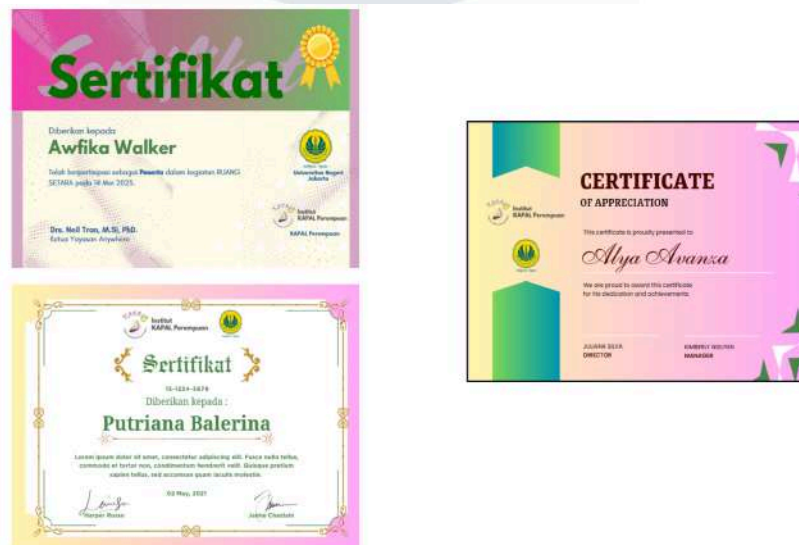 Sertifikat
Diberikan kepada
Awfika Walker
Telah berpartisipasi sebagai Peserta dalam kegiatan RUANG
SETARA pada 14 Mei 2025.
Universitas Negeri
Jakarta
Institut
KAPAL Perempuan
KAPAL Perempuan
Drs. Neil Tran, M.Si, PhD.
Ketua Yayasan Anywhere
Institut
KAPAL Perempuan
Sertifikat
12-1234-5678
Diberikan kepada :
Putriana Balerina
Lorem ipsum dolor sit amet, consectetur adipiscing elit. Fusce nulla tellus,
commodo et tortor non, condimentum hendrerit velit. Quisque pretium
sapien tellus, sed accumsan quam iaculis molestie.
02 May, 2021
Harper Russo
Institut
KAPAL Perempuan
CERTIFICATE
OF APPRECIATION
This certificate is proudly presented to
Alya Avanza
We are proud to award this certificate
for his dedication and achievements
JULIANA SILVA
DIRECTOR
KIMBERLY NGUYEN
MANAGER